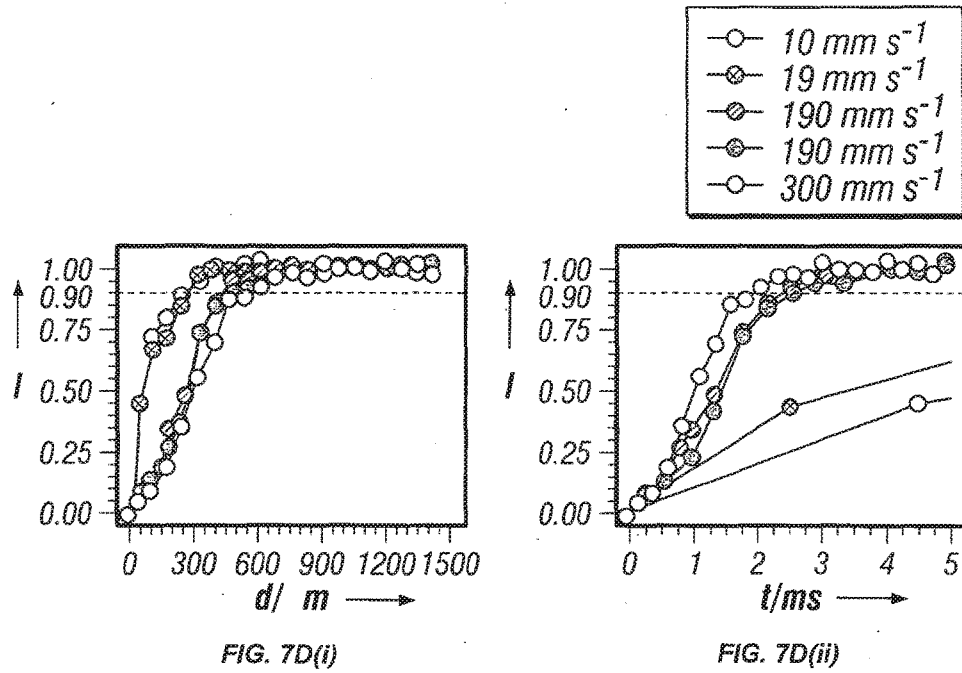 10 mm s⁻¹
19 mm s⁻¹
190 mm s⁻¹
190 mm s⁻¹
300 mm s⁻¹
1.00
0.90
0.75
0.50
0.25
0.00
I
0 300 600 900 1200 1500
d/ m
FIG. 7D(i)
1.00
0.90
0.75
0.50
0.25
0.00
I
0 1 2 3 4 5
t/ms
FIG. 7D(ii)